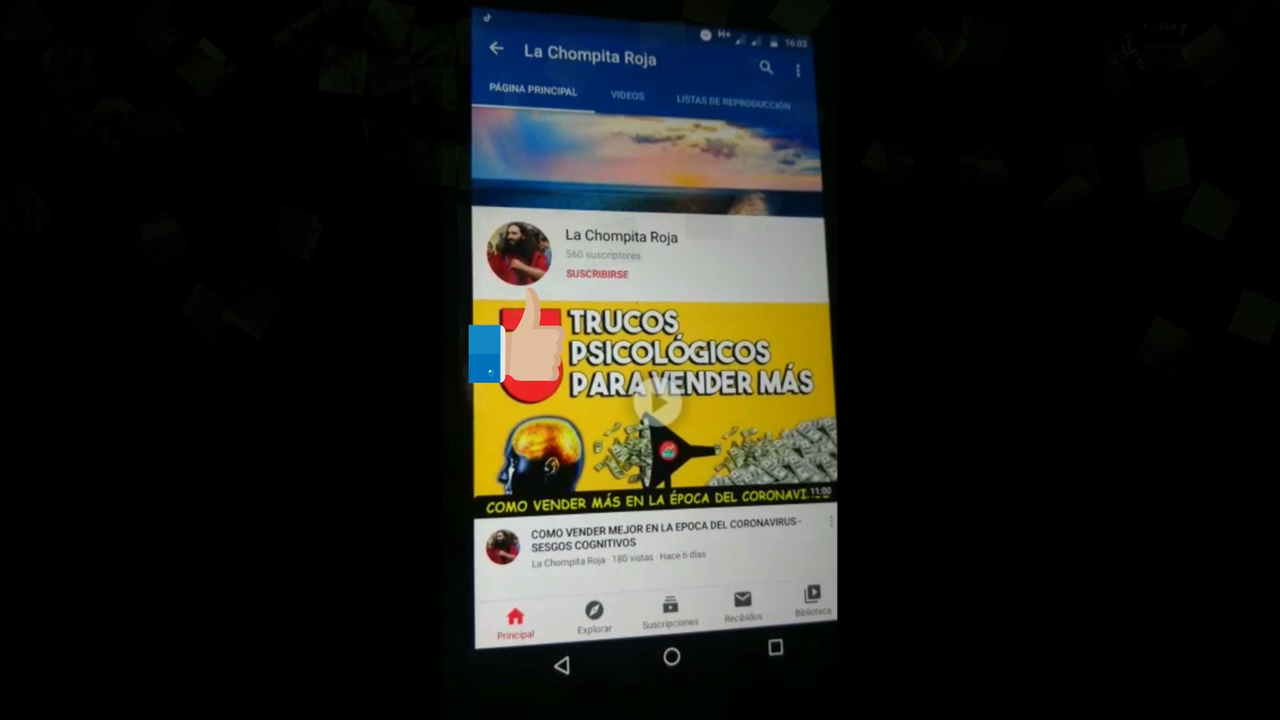 H+ 16:03
La Chompita Roja
PÁGINA PRINCIPAL VIDEOS LISTAS DE REPRODUCCIÓN
La Chompita Roja
560 suscriptores
SUSCRIBIRSE
TRUCOS
PSICOLÓGICOS
PARA VENDER MÁS
COMO VENDER MÁS EN LA ÉPOCA DEL
11:00
COMO VENDER MEJOR EN LA EPOCA DEL CORONAVIRUS -
SESGOS COGNITIVOS
La Chompita Roja · 180 vistas · Hace 6 días
Principal Explorar Suscripciones Recibidos Biblioteca